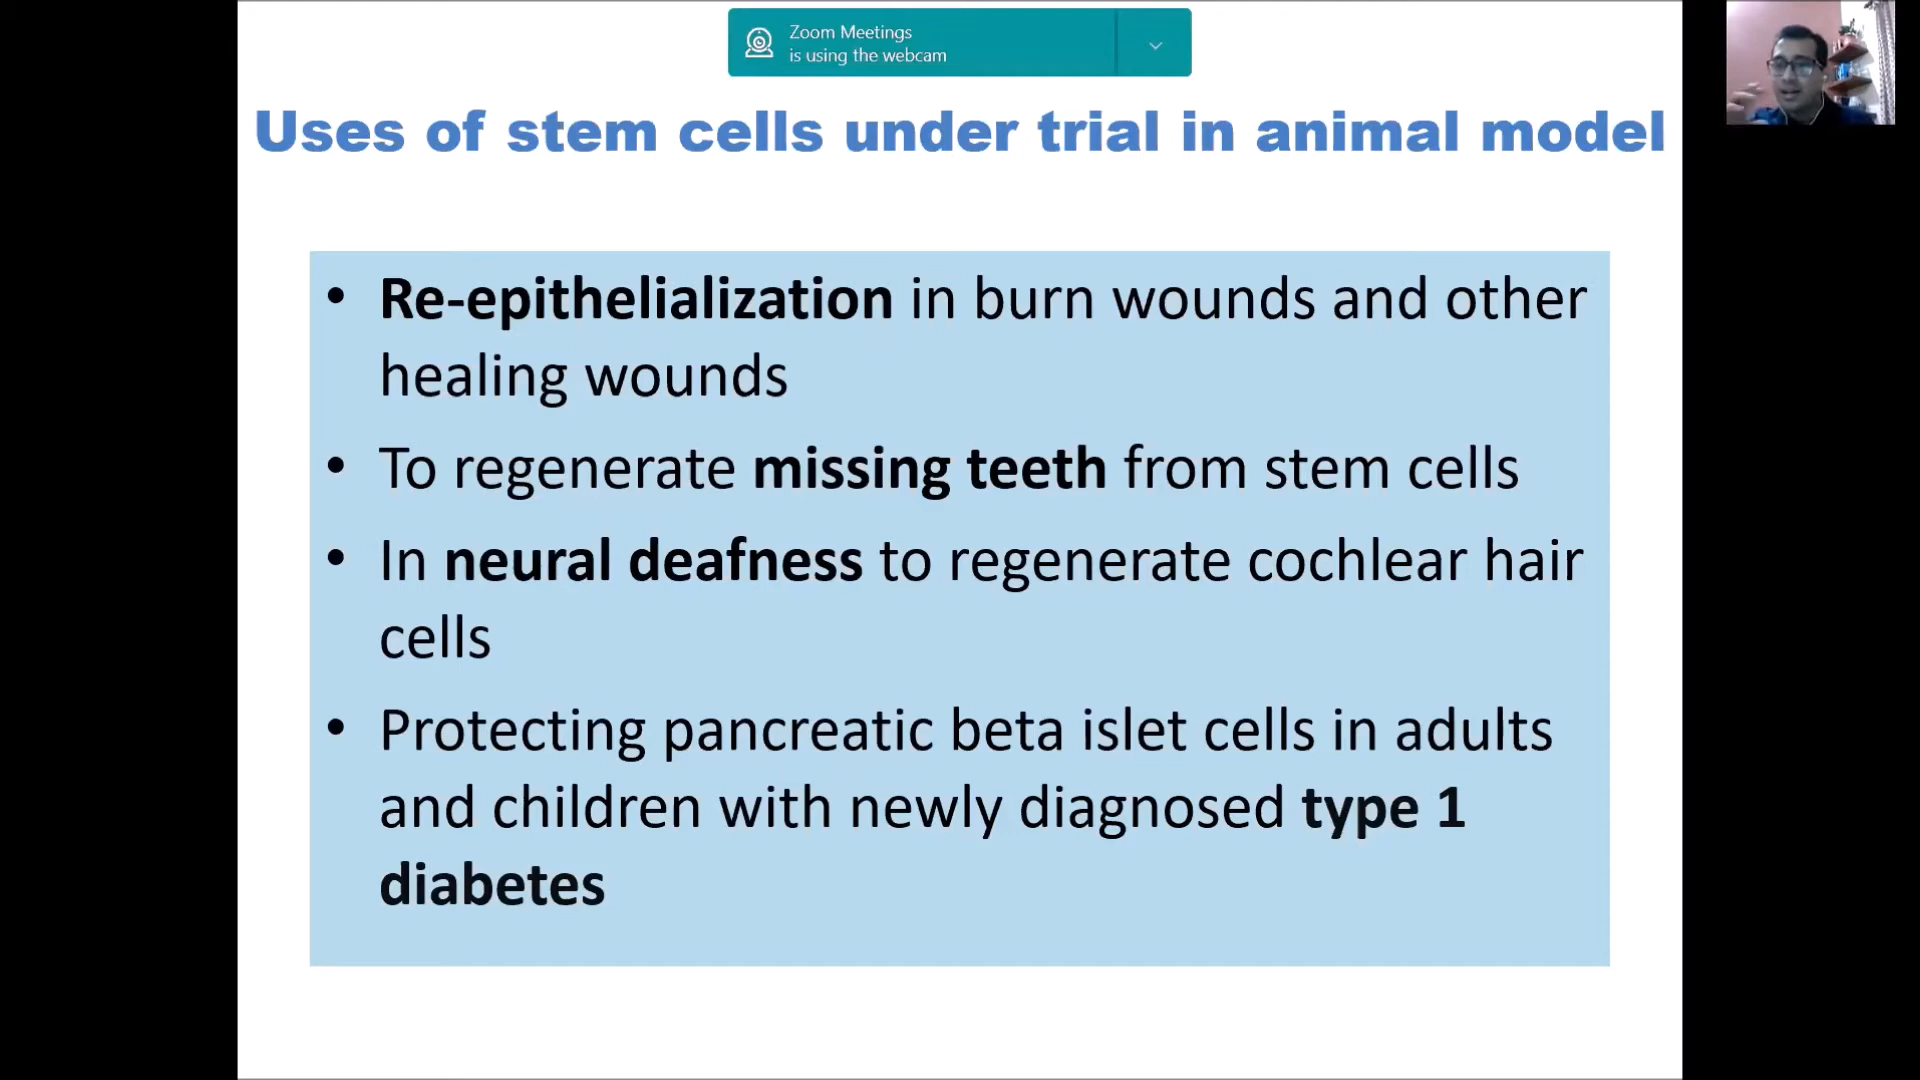 Zoom Meetings
is using the webcam
Uses of stem cells under trial in animal model
• Re-epithelialization in burn wounds and other
healing wounds
• To regenerate missing teeth from stem cells
• In neural deafness to regenerate cochlear hair
cells
• Protecting pancreatic beta islet cells in adults
and children with newly diagnosed type 1
diabetes